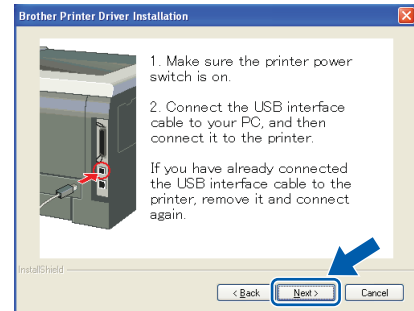 Brother Printer Driver Installation
1. Make sure the printer power
switch is on.
2. Connect the USB interface
cable to your PC, and then
connect it to the printer.
If you have already connected
the USB interface cable to the
printer, remove it and connect
again.
InstallShield
< Back
Next >
Cancel